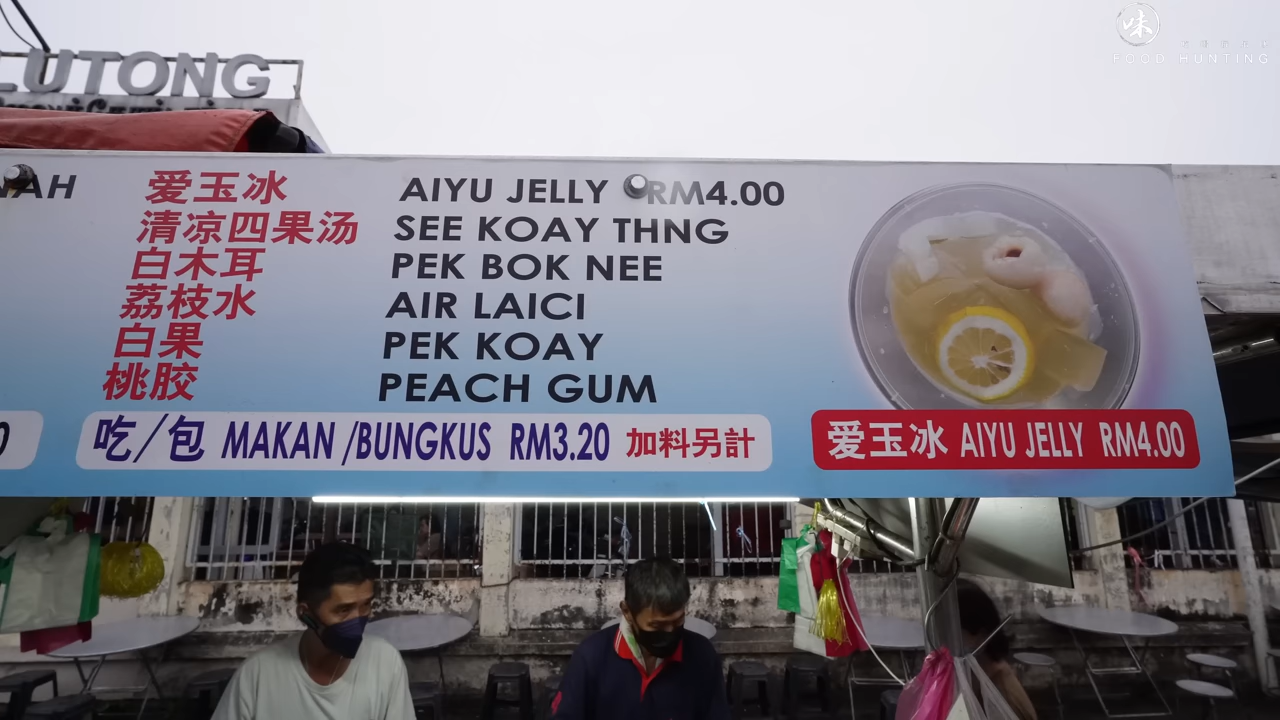 味
FOOD HUNTING
LUTONG
AH
爱玉冰 AIYU JELLY RM4.00
清凉四果汤 SEE KOAY THNG
白木耳 PEK BOK NEE
荔枝水 AIR LAICI
白果 PEK KOAY
桃胶 PEACH GUM
0
吃/包 MAKAN /BUNGKUS RM3.20 加料另計
爱玉冰 AIYU JELLY RM4.00